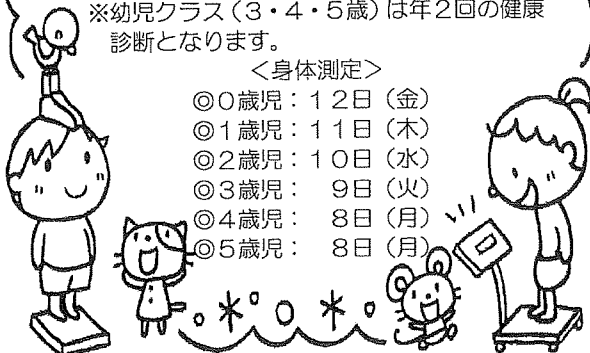 ※幼児クラス（３・４・５歳）は年２回の健康
診断となります。
＜身体測定＞
◎０歳児：１２日（金）
◎１歳児：１１日（木）
◎２歳児：１０日（水）
◎３歳児：　９日（火）
◎４歳児：　８日（月）
◎５歳児：　８日（月）